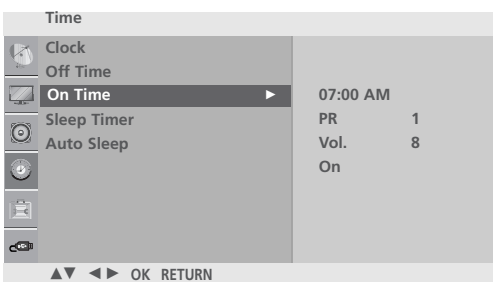 Time
Clock
Off Time
On Time ►
Sleep Timer
Auto Sleep
07:00 AM
PR 1
Vol. 8
On
▲▼ ◄► OK RETURN